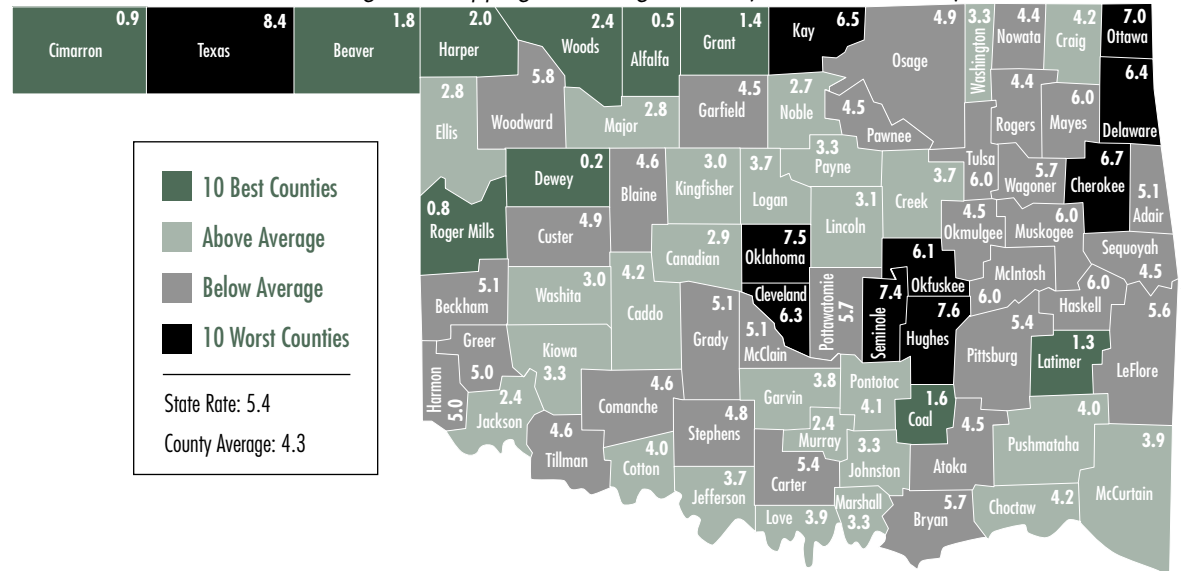 0.9
Cimarron
8.4
Texas
1.8
Beaver
2.0
Harper
2.4
Woods
0.5
Alfalfa
1.4
Grant
6.5
Kay
4.9
Osage
3.3
Washington
4.4
Nowata
4.2
Craig
7.0
Ottawa
2.8
Ellis
5.8
Woodward
2.8
Major
4.5
Garfield
2.7
Noble
4.5
Pawnee
4.4
Rogers
6.0
Mayes
6.4
Delaware
0.2
Dewey
4.6
Blaine
3.0
Kingfisher
3.7
Logan
3.3
Payne
3.1
Lincoln
3.7
Creek
Tulsa
6.0
5.7
Wagoner
6.7
Cherokee
5.1
Adair
0.8
Roger Mills
4.9
Custer
2.9
Canadian
7.5
Oklahoma
4.5
Okmulgee
6.0
Muskogee
Sequoyah
4.5
10 Best Counties
Above Average
Below Average
10 Worst Counties
State Rate: 5.4
County Average: 4.3
5.1
Beckham
3.0
Washita
4.2
Caddo
5.1
Grady
Cleveland
6.3
5.1
McClain
Pottawatomie
5.7
7.4
Seminole
6.1
Okfuskee
7.6
Hughes
McIntosh
6.0
6.0
Haskell
5.6
LeFlore
5.4
Pittsburg
1.3
Latimer
Greer
5.0
Harmon
5.0
Kiowa
3.3
2.4
Jackson
4.6
Comanche
4.6
Tillman
4.0
Cotton
4.8
Stephens
3.8
Garvin
Pontotoc
4.1
1.6
Coal
4.5
Atoka
4.0
Pushmataha
3.9
McCurtain
2.4
Murray
3.3
Johnston
5.4
Carter
3.7
Jefferson
Love 3.9
Marshall
3.3
5.7
Bryan
4.2
Choctaw